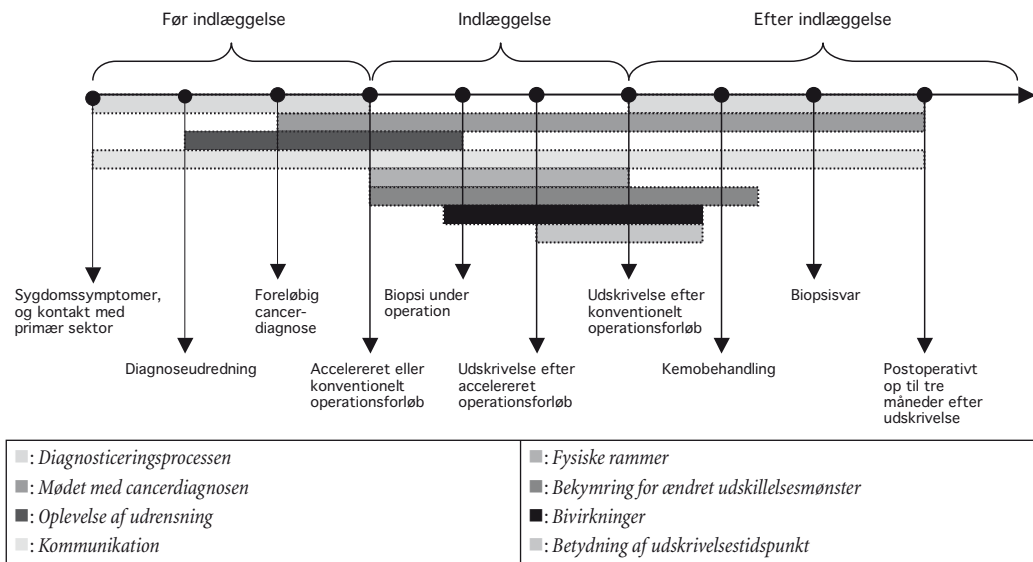 Før indlæggelse
Indlæggelse
Efter indlæggelse
Sygdomssymptomer,
og kontakt med
primær sektor
Foreløbig
cancer-
diagnose
Biopsi under
operation
Udskrivelse efter
konventionelt
operationsforløb
Biopsisvar
Diagnoseudredning
Accelereret eller
konventionelt
operationsforløb
Udskrivelse efter
accelereret
operationsforløb
Kemobehandling
Postoperativt
op til tre
måneder efter
udskrivelse
: Diagnosticeringsprocessen
: Mødet med cancerdiagnosen
: Oplevelse af udrensning
: Kommunikation
: Fysiske rammer
: Bekymring for ændret udskillelsesmønster
: Bivirkninger
: Betydning af udskrivelsestidspunkt